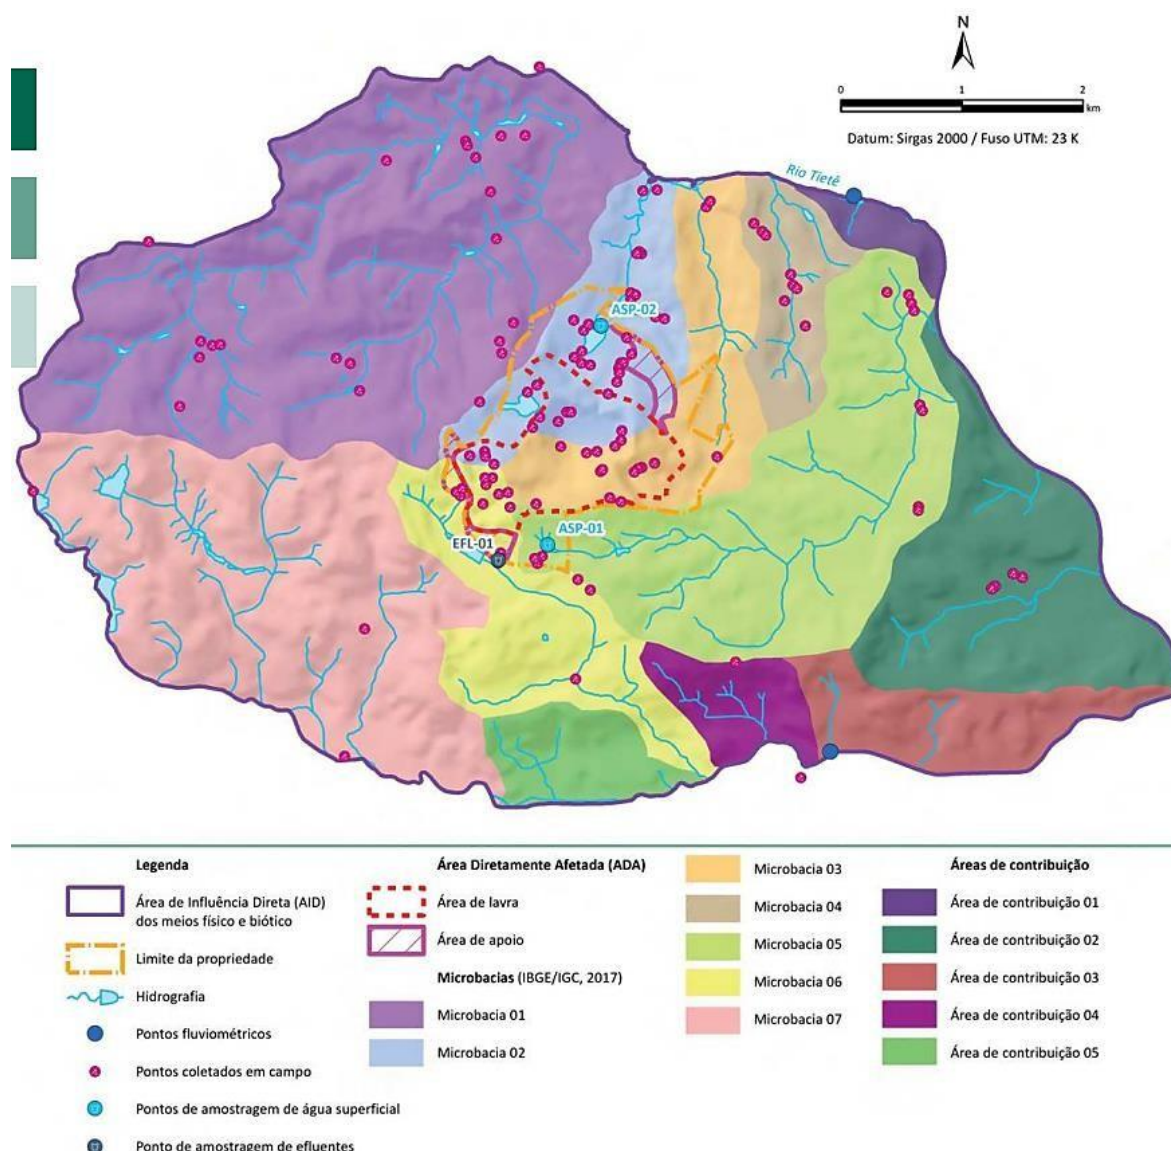 N
0 1 2
km
Datum: Sirgas 2000 / Fuso UTM: 23 K
Rio Tietê
ASP-02
ASP-01
EFL-01
Legenda
Área de Influência Direta (AID)
dos meios físico e biótico
Limite da propriedade
Hidrografia
Pontos fluviométricos
Pontos coletados em campo
Pontos de amostragem de água superficial
Ponto de amostragem de efluentes
Área Diretamente Afetada (ADA)
Área de lavra
Área de apoio
Microbacias (IBGE/IGC, 2017)
Microbacia 01
Microbacia 02
Microbacia 03
Microbacia 04
Microbacia 05
Microbacia 06
Microbacia 07
Áreas de contribuição
Área de contribuição 01
Área de contribuição 02
Área de contribuição 03
Área de contribuição 04
Área de contribuição 05